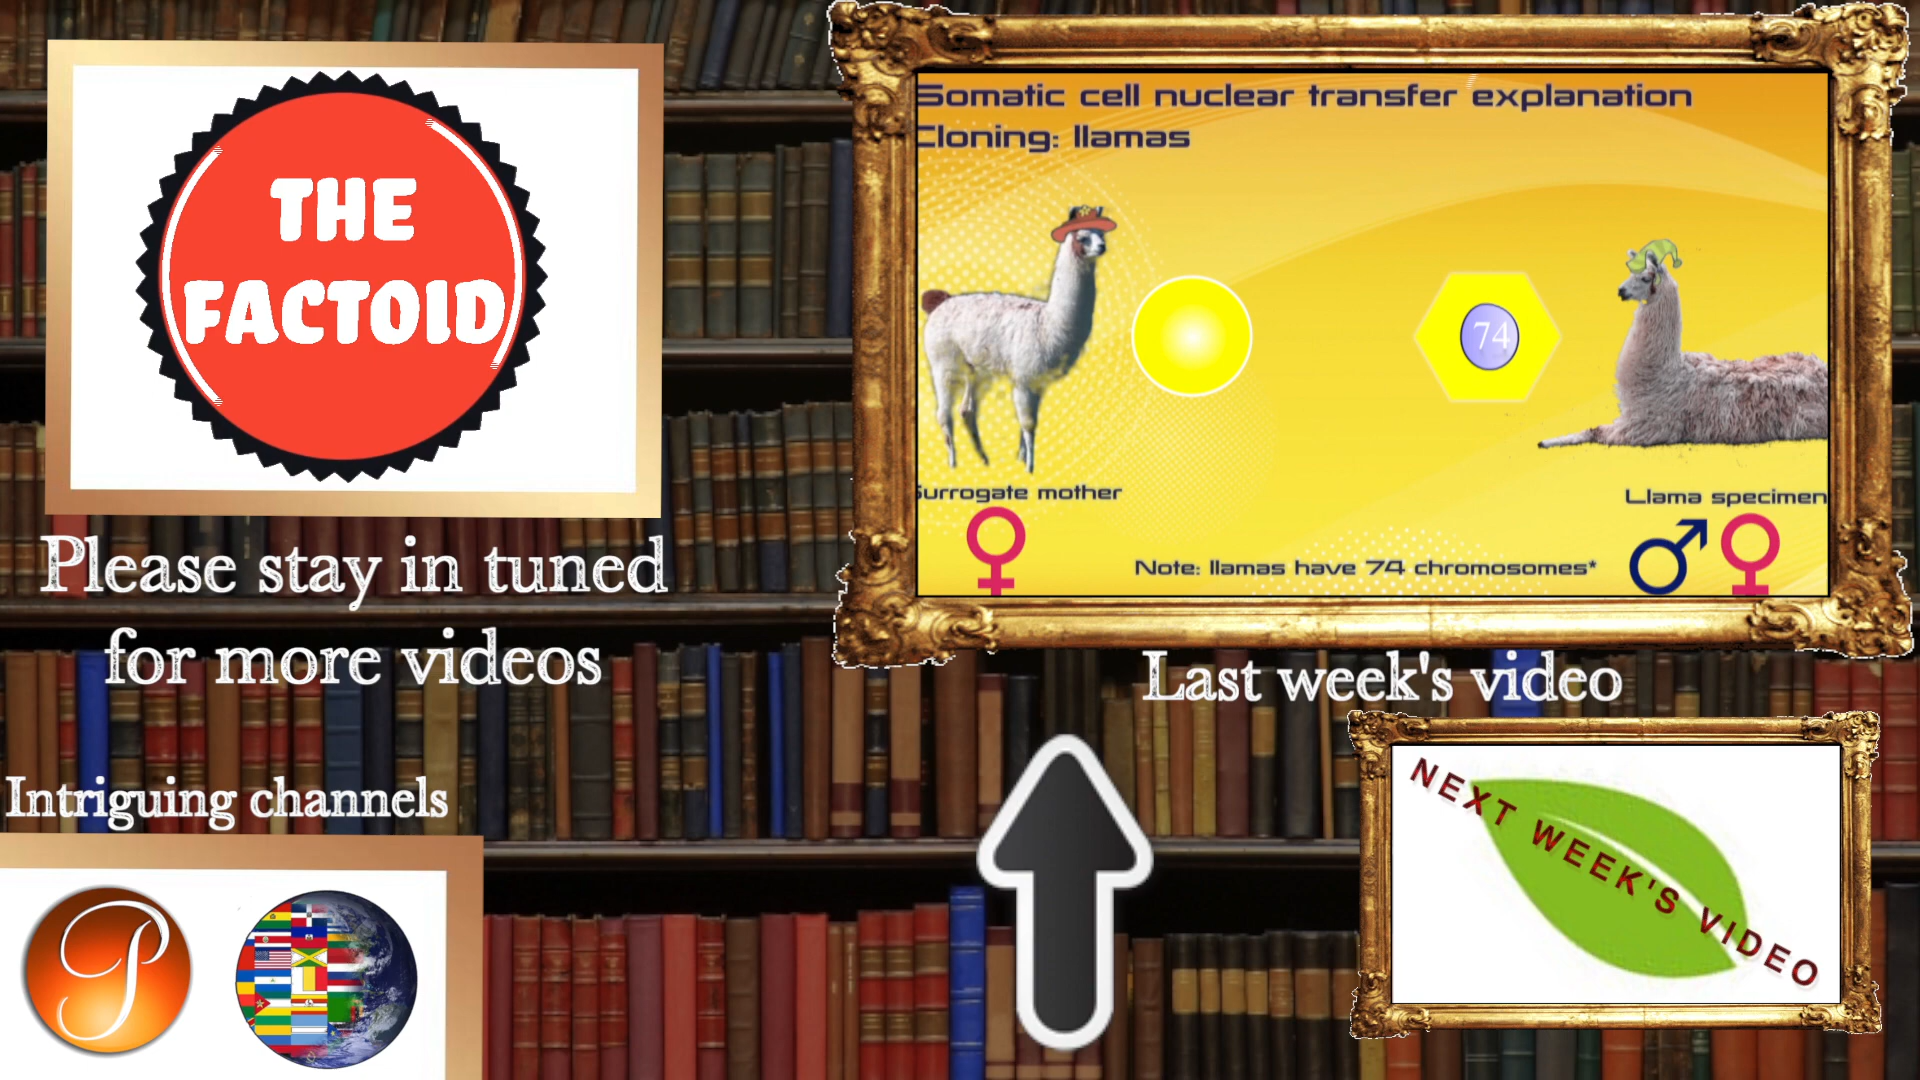 THE
FACTOID
Please stay in tuned
for more videos
Intriguing channels
P
Somatic cell nuclear transfer explanation
Cloning: llamas
74
Surrogate mother
Llama specimen
Note: llamas have 74 chromosomes*
Last week's video
NEXT WEEK'S VIDEO